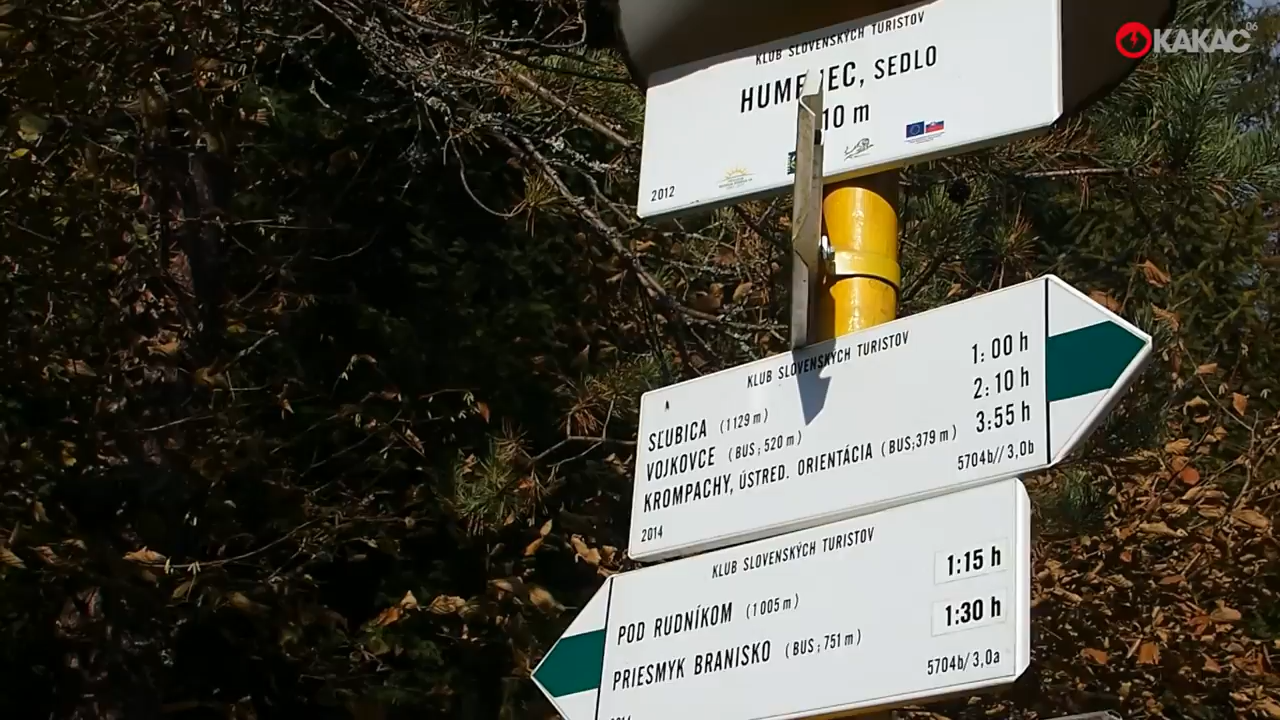 KAKAC06
KLUB SLOVENSKÝCH TURISTOV
SEDLO
10 m
2012
KLUB SLOVENSKÝCH TURISTOV
SĽUBICA (1129 m) 1:00 h
VOJKOVCE (BUS; 520 m) 2:10 h
KROMPACHY, ÚSTRED. ORIENTÁCIA (BUS;379 m) 3:55 h
2014 5704b//3,0b
KLUB SLOVENSKÝCH TURISTOV
POD RUDNÍKOM (1005 m) 1:15 h
PRIESMYK BRANISKO (BUS; 751 m) 1:30 h
5704b/3,0a